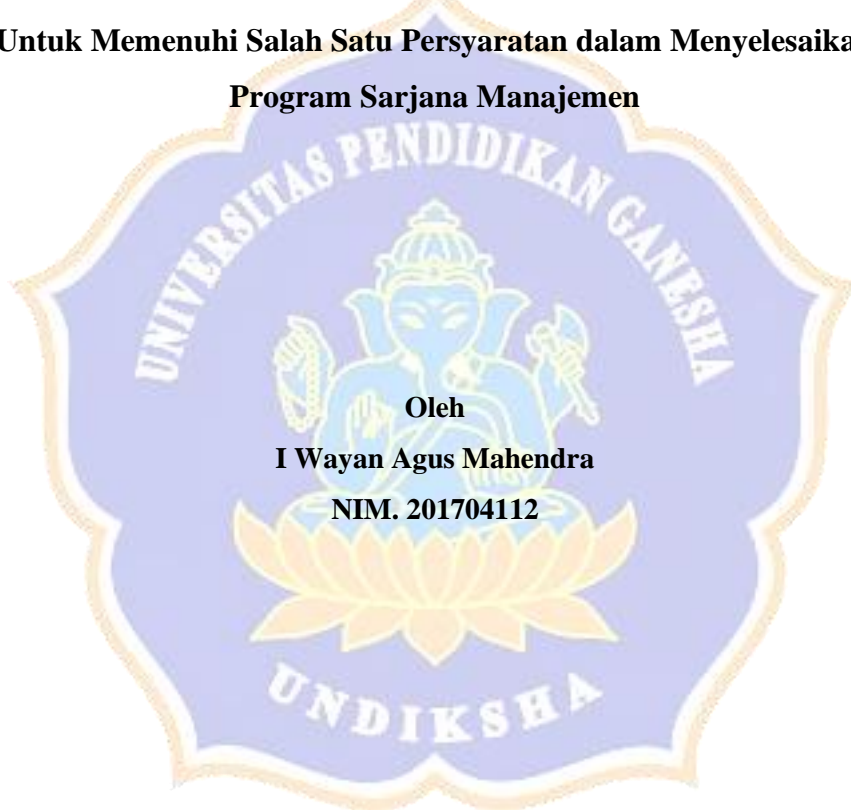 Untuk Memenuhi Salah Satu Persyaratan dalam
Program Sarjana Manajemen
UNIVERSITAS PENDIDIKAN GANESHA
Oleh
I Wayan Agus Mahendra
NIM. 201704112
UNDIKSHA